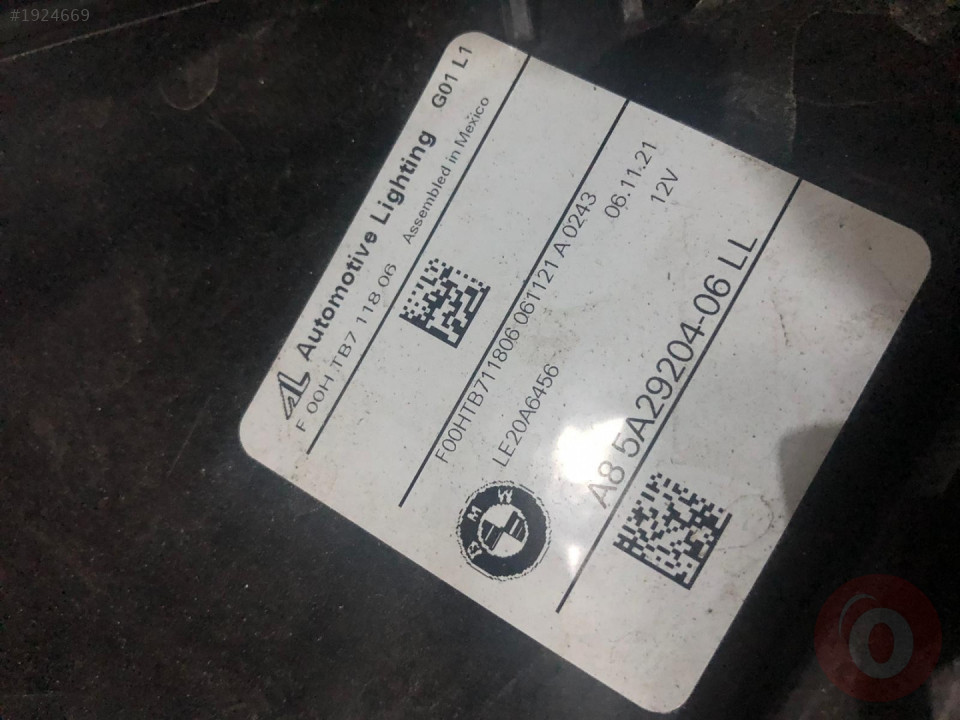 #1924669
AL Automotive Lighting G01 L1
F 00H TB7 118 06 Assembled in Mexico
F00HTB711806 061121 A 0243
LE20A6456 06.11.21
12V
BMW
A8 5A29204-06 LL